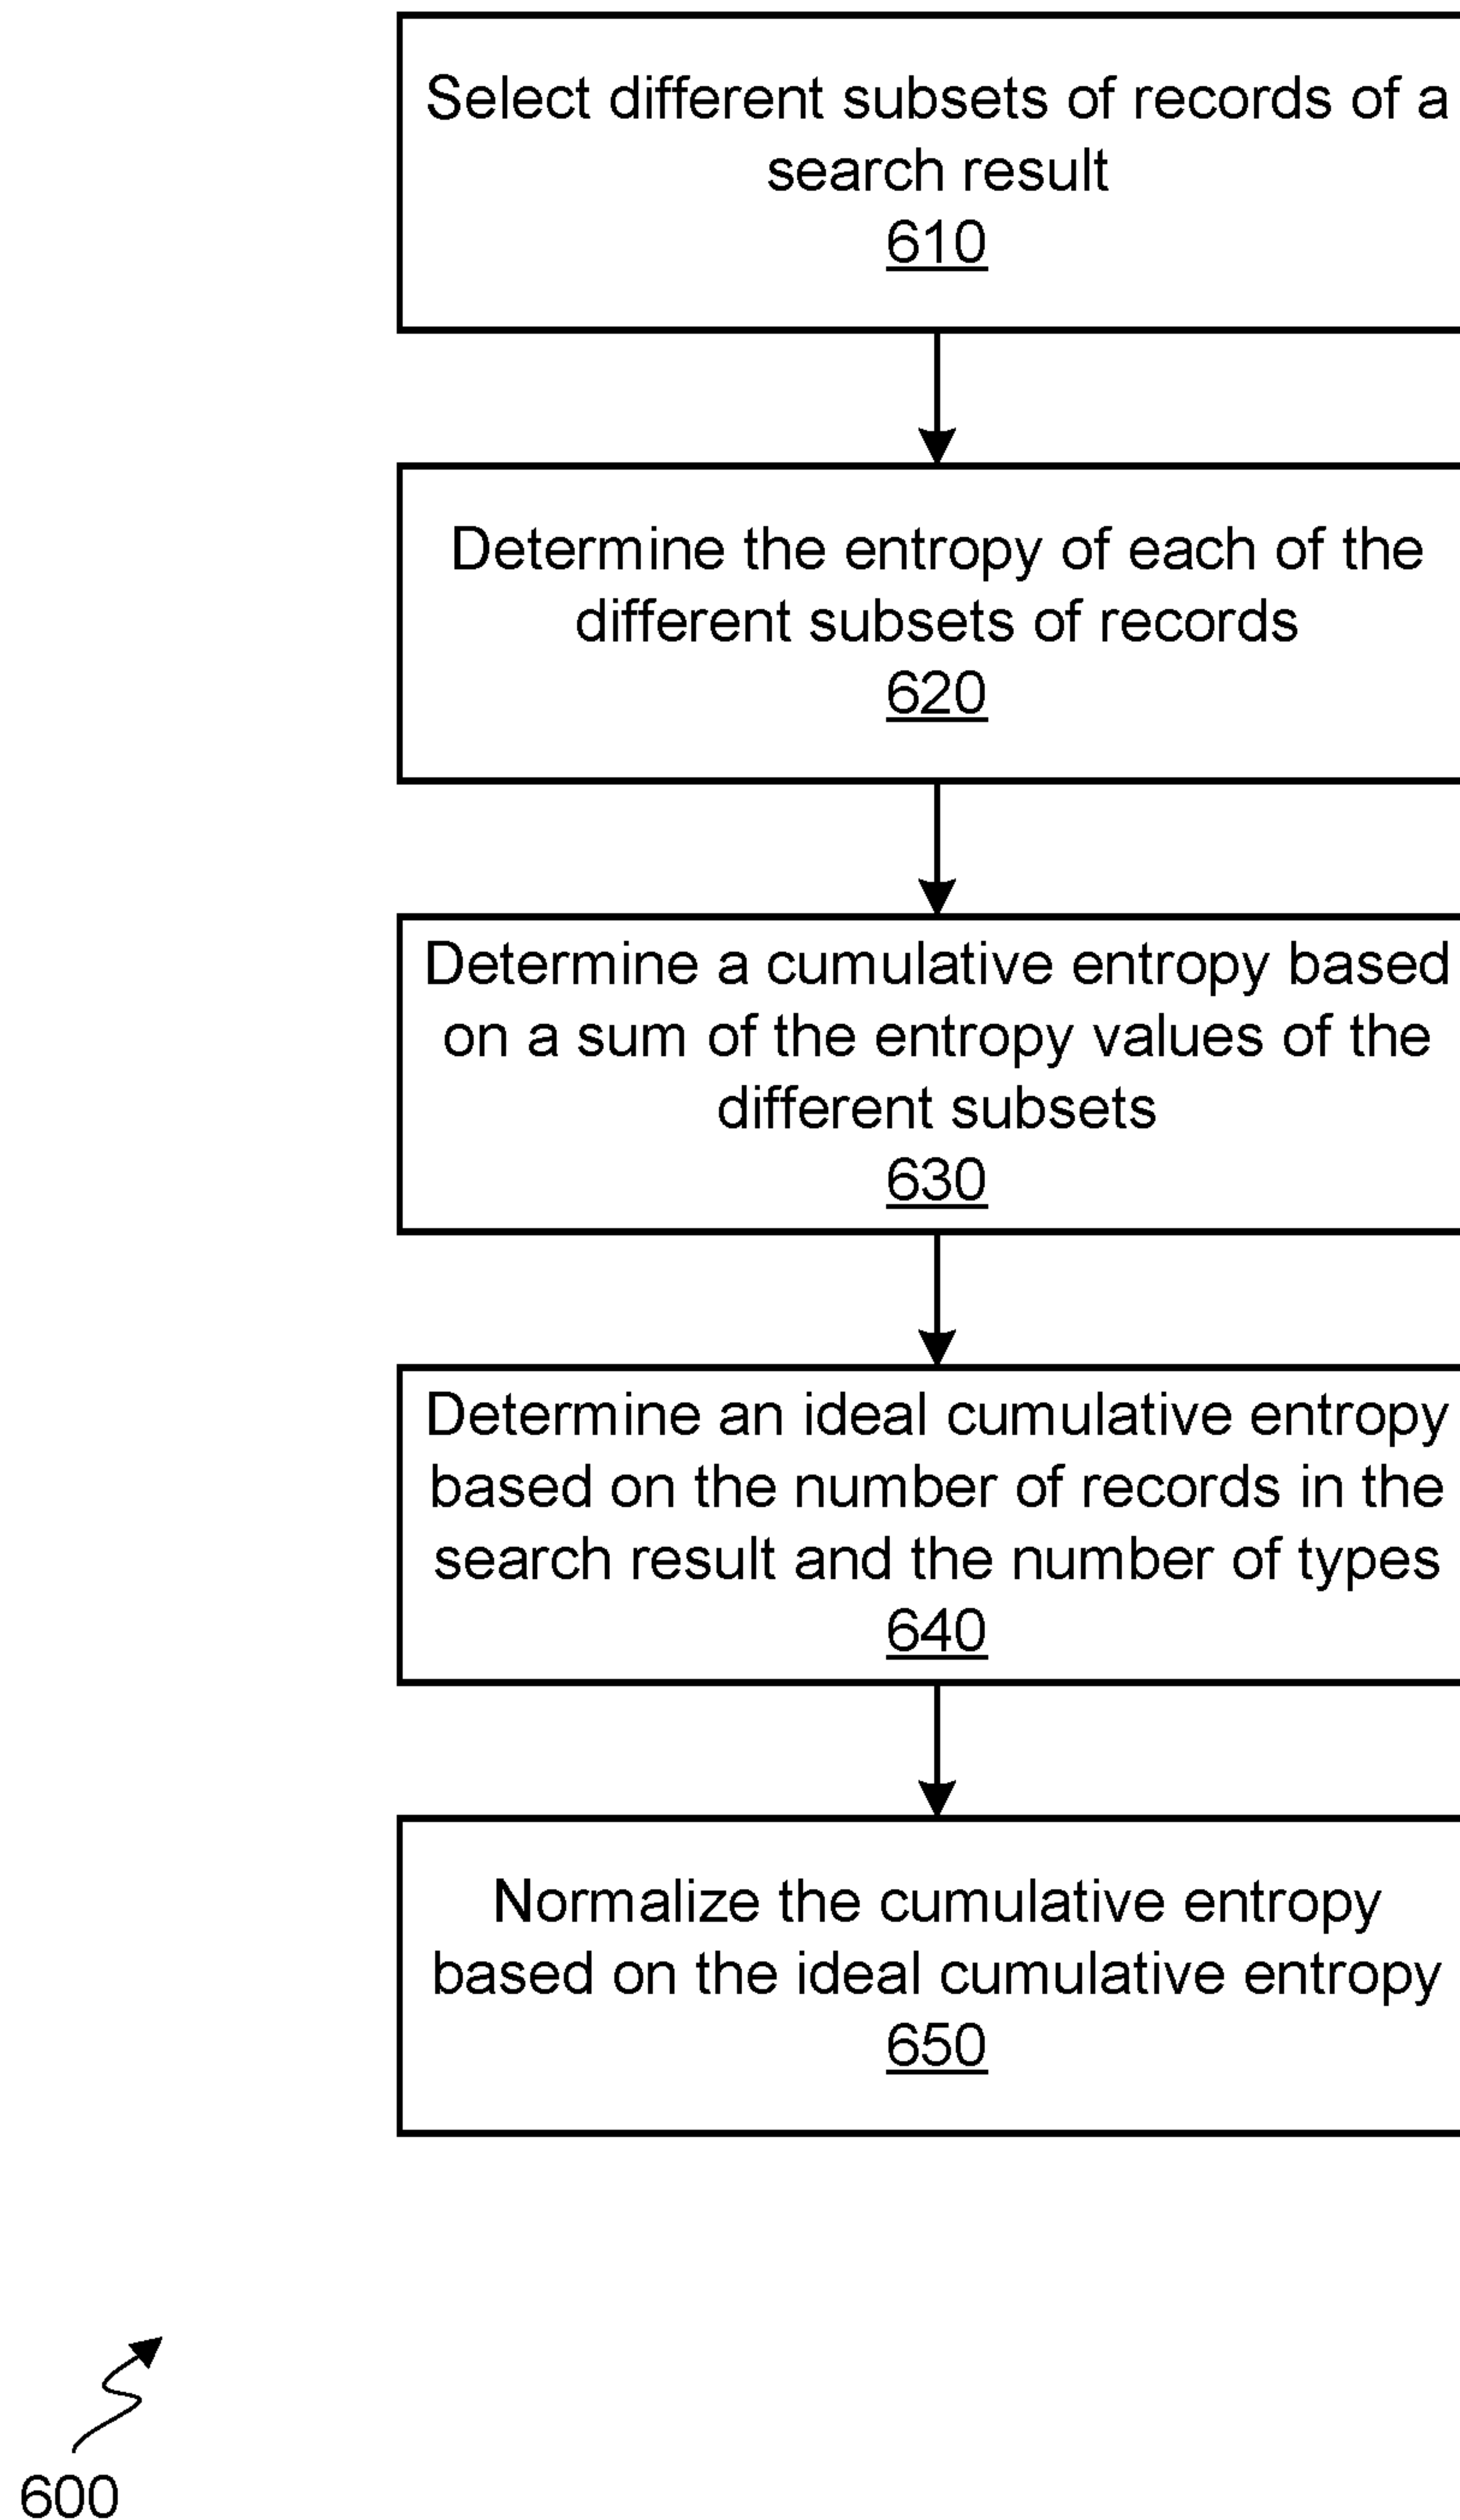 Select different subsets of records of a
search result
610
Determine the entropy of each of the
different subsets of records
620
Determine a cumulative entropy based
on a sum of the entropy values of the
different subsets
630
Determine an ideal cumulative entropy
based on the number of records in the
search result and the number of types
640
Normalize the cumulative entropy
based on the ideal cumulative entropy
650
600